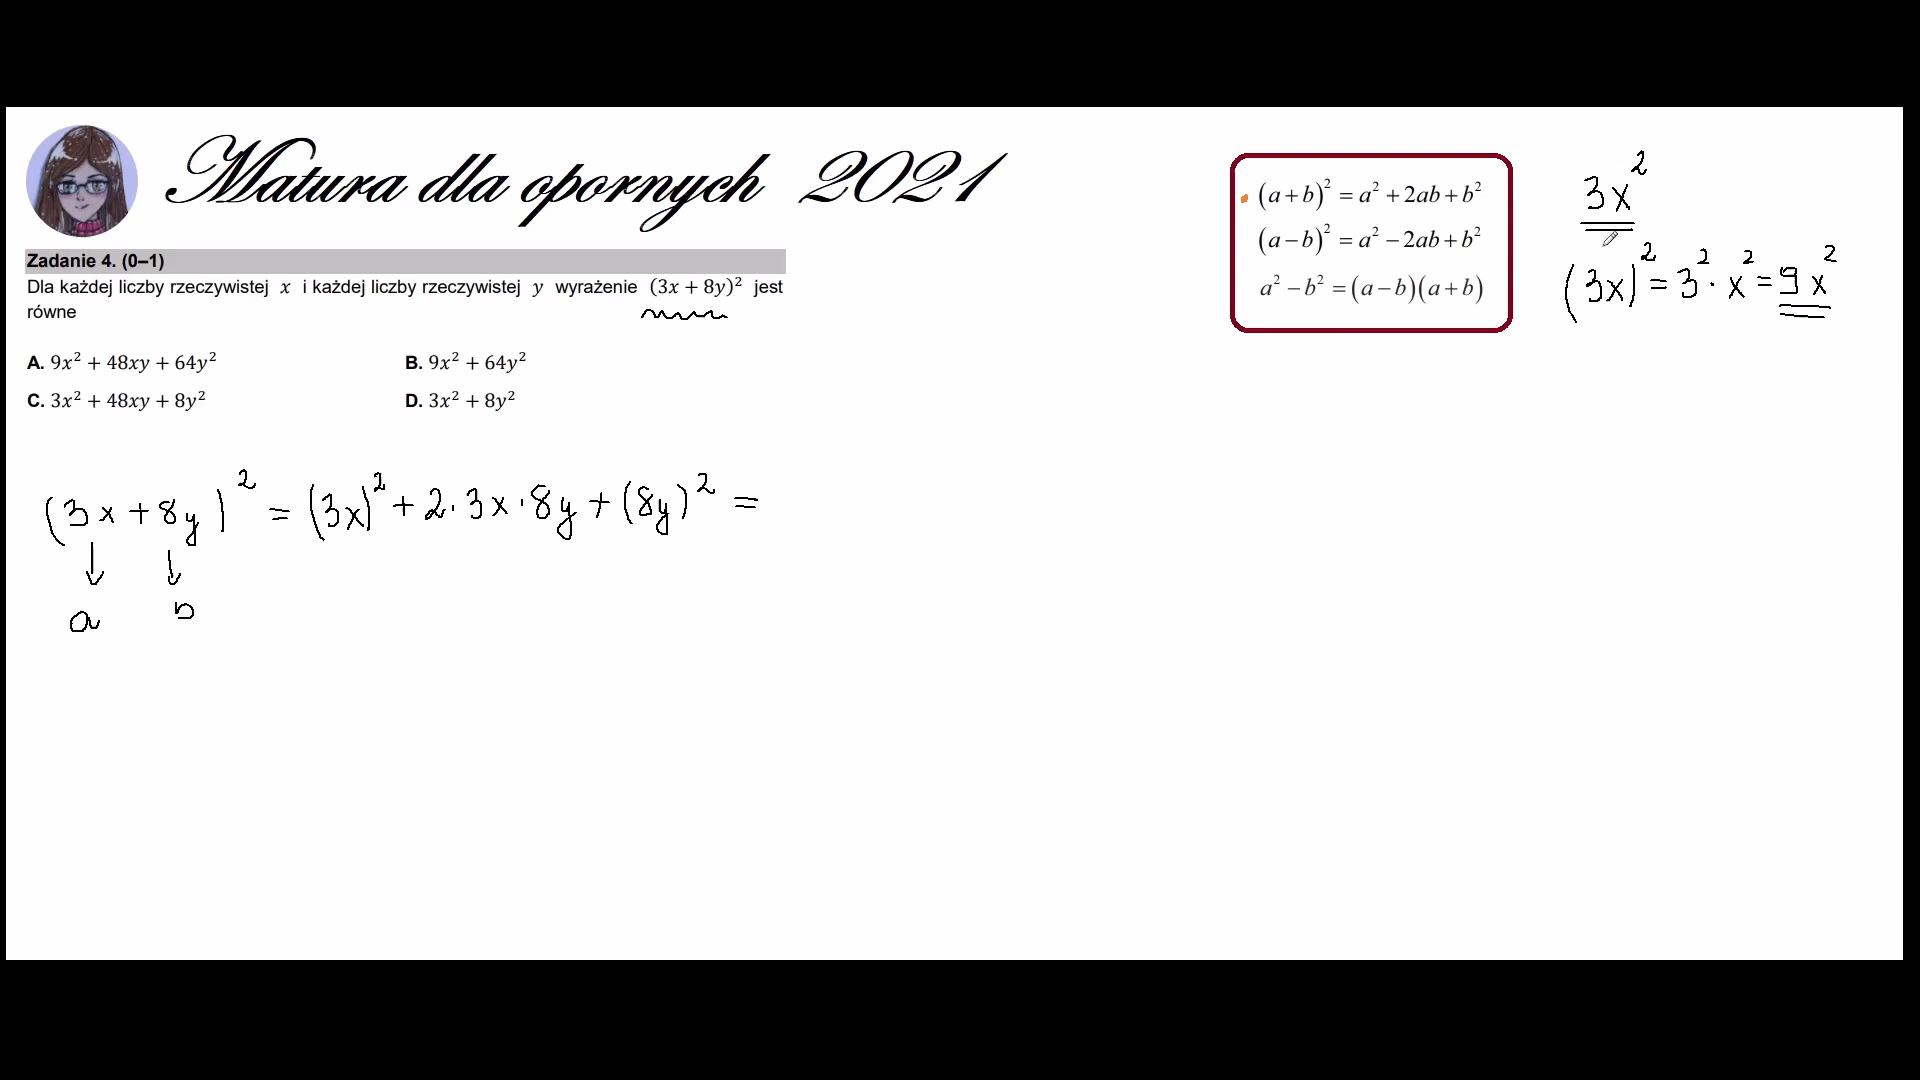 Matura dla opornych 2021
Zadanie 4. (0–1)
Dla każdej liczby rzeczywistej x i każdej liczby rzeczywistej y wyrażenie (3x + 8y)² jest
równe
A. 9x² + 48xy + 64y² B. 9x² + 64y²
C. 3x² + 48xy + 8y² D. 3x² + 8y²
(3x + 8y)² = (3x)² + 2·3x·8y + (8y)² =
a b
(a+b)² = a² + 2ab + b²
(a−b)² = a² − 2ab + b²
a² − b² = (a−b)(a+b)
3x²
(3x)² = 3² · x² = 9x²